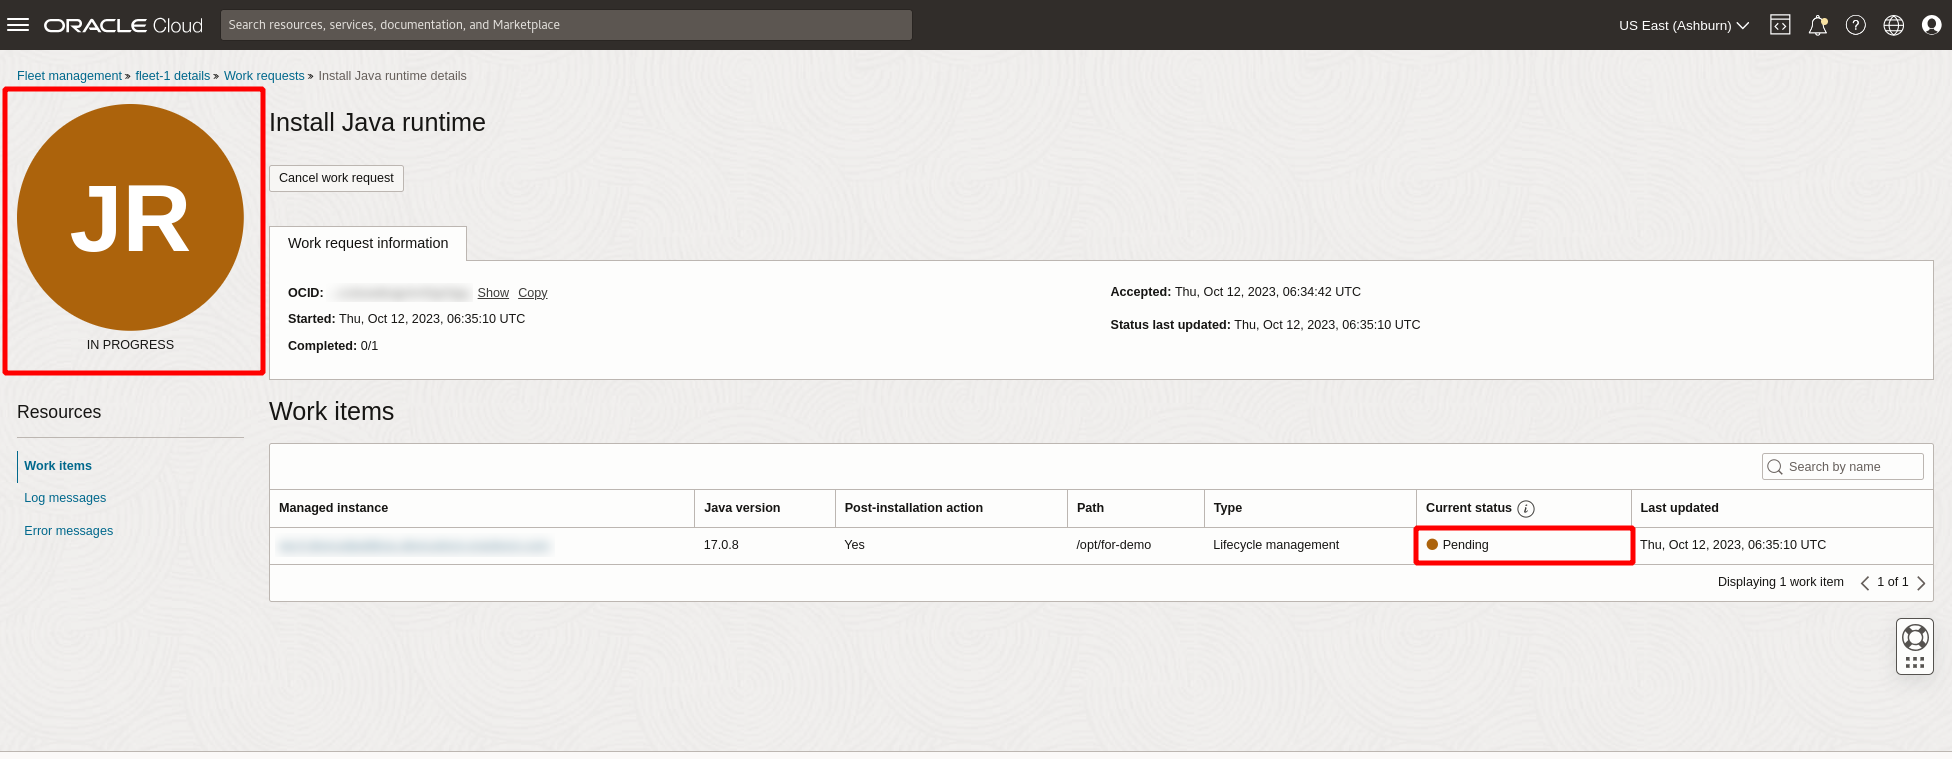 ORACLE Cloud
Search resources, services, documentation, and Marketplace
US East (Ashburn)
Fleet management » fleet-1 details » Work requests » Install Java runtime details
JR
IN PROGRESS
Install Java runtime
Cancel work request
Work request information
OCID: Show Copy
Started: Thu, Oct 12, 2023, 06:35:10 UTC
Completed: 0/1
Accepted: Thu, Oct 12, 2023, 06:34:42 UTC
Status last updated: Thu, Oct 12, 2023, 06:35:10 UTC
Resources
Work items
Log messages
Error messages
Work items
Search by name
Managed instance Java version Post-installation action Path Type Current status i Last updated
17.0.8 Yes /opt/for-demo Lifecycle management Pending Thu, Oct 12, 2023, 06:35:10 UTC
Displaying 1 work item 1 of 1